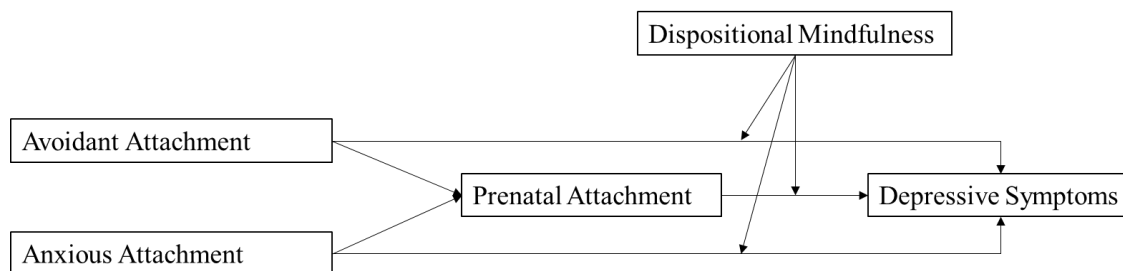 Dispositional Mindfulness
Avoidant Attachment
Prenatal Attachment
Depressive Symptoms
Anxious Attachment